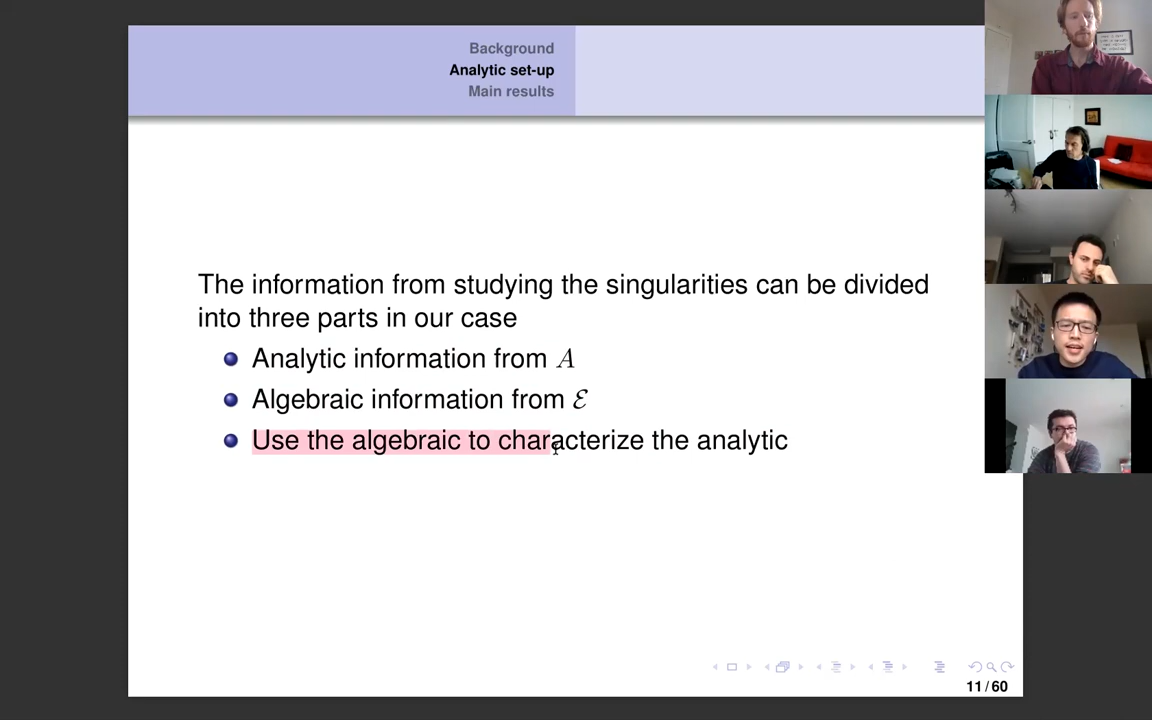 Background
Analytic set-up
Main results
The information from studying the singularities can be divided
into three parts in our case
Analytic information from A
Algebraic information from ℰ
Use the algebraic to characterize the analytic
11/60